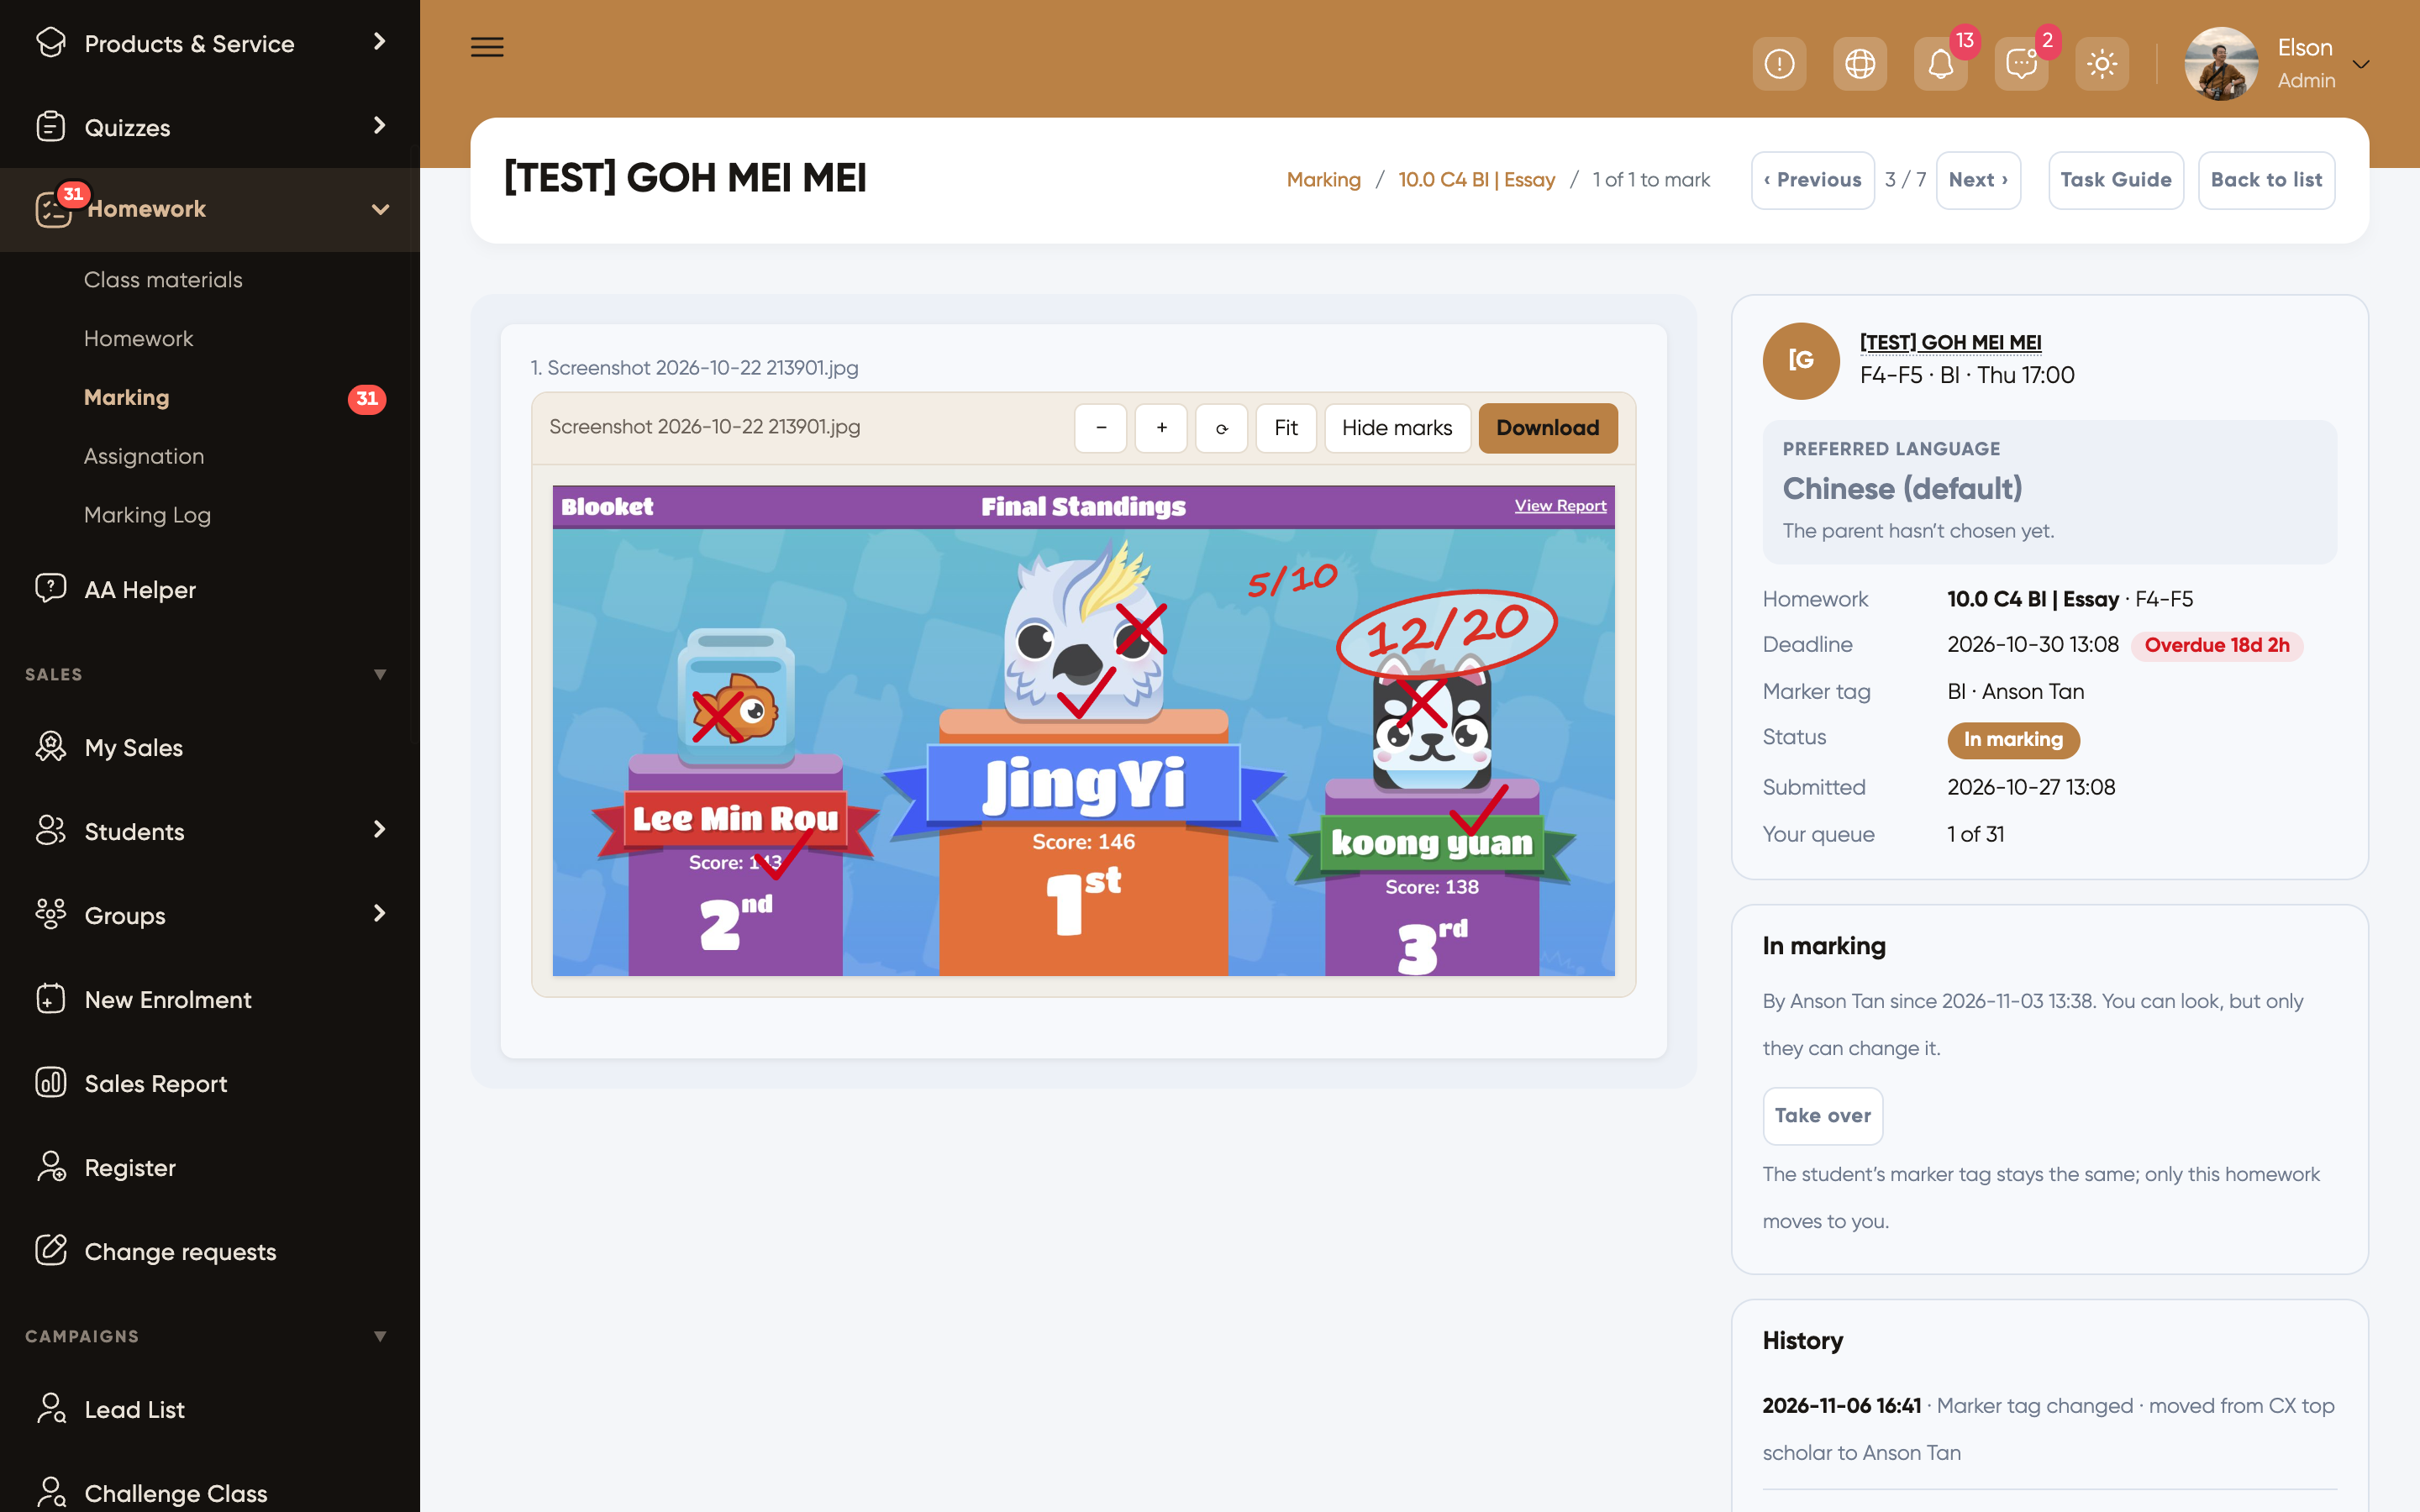 Products & Service
Quizzes
31
Homework
Class materials
Homework
Marking
31
Assignation
Marking Log
AA Helper
SALES
My Sales
Students
Groups
New Enrolment
Sales Report
Register
Change requests
CAMPAIGNS
Lead List
Challenge Class
13
2
Elson
Admin
[TEST] GOH MEI MEI
Marking / 10.0 C4 BI | Essay / 1 of 1 to mark
‹ Previous
3 / 7
Next ›
Task Guide
Back to list
1. Screenshot 2026-10-22 213901.jpg
Screenshot 2026-10-22 213901.jpg
−
+
Fit
Hide marks
Download
Blooket
Final Standings
View Report
5/10
12/20
Lee Min Rou
Score: 143
2nd
JingYi
Score: 146
1st
koong yuan
Score: 138
3rd
[G
[TEST] GOH MEI MEI
F4-F5 · BI · Thu 17:00
PREFERRED LANGUAGE
Chinese (default)
The parent hasn’t chosen yet.
Homework 10.0 C4 BI | Essay · F4-F5
Deadline 2026-10-30 13:08 Overdue 18d 2h
Marker tag BI · Anson Tan
Status In marking
Submitted 2026-10-27 13:08
Your queue 1 of 31
In marking
By Anson Tan since 2026-11-03 13:38. You can look, but only
they can change it.
Take over
The student’s marker tag stays the same; only this homework
moves to you.
History
2026-11-06 16:41 · Marker tag changed · moved from CX top
scholar to Anson Tan